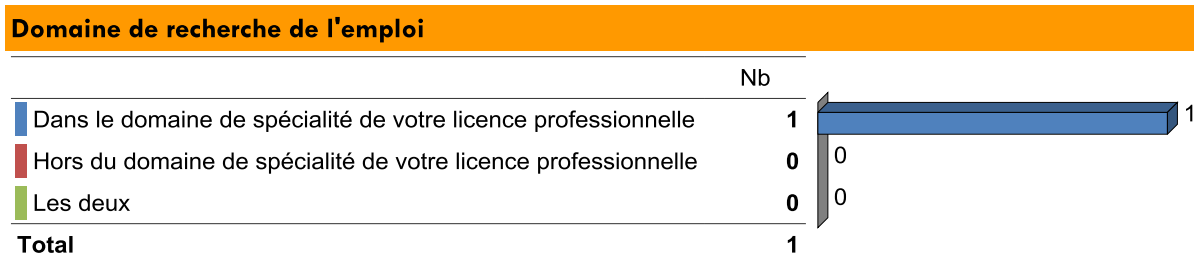 Domaine de recherche de l'emploi
Nb
Dans le domaine de spécialité de votre licence professionnelle 1 1
Hors du domaine de spécialité de votre licence professionnelle 0 0
Les deux 0 0
Total 1